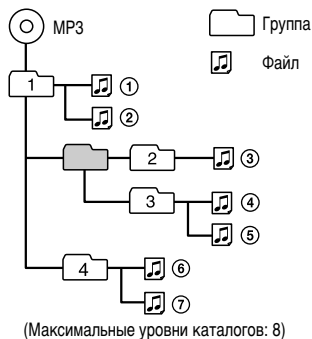 MP3
Группа
Файл
1
①
②
2
③
3
④
⑤
4
⑥
⑦
(Максимальные уровни каталогов: 8)